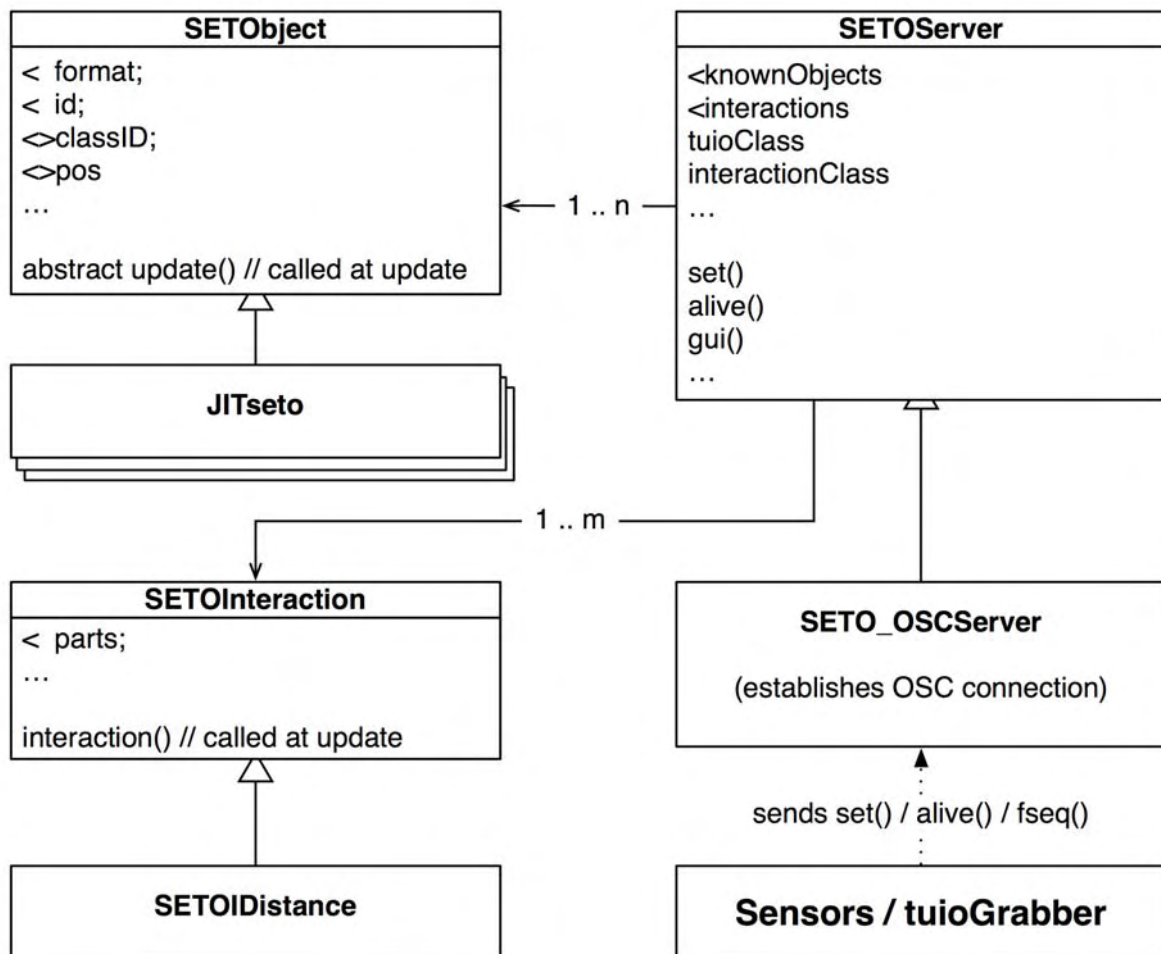 SETObject
< format;
< id;
<>classID;
<>pos
...
abstract update() // called at update
SETOServer
<knownObjects
<interactions
tuioClass
interactionClass
...
set()
alive()
gui()
...
1 .. n
JITseto
1 .. m
SETOInteraction
< parts;
...
interaction() // called at update
SETO_OSCServer
(establishes OSC connection)
sends set() / alive() / fseq()
SETOIDistance
Sensors / tuioGrabber